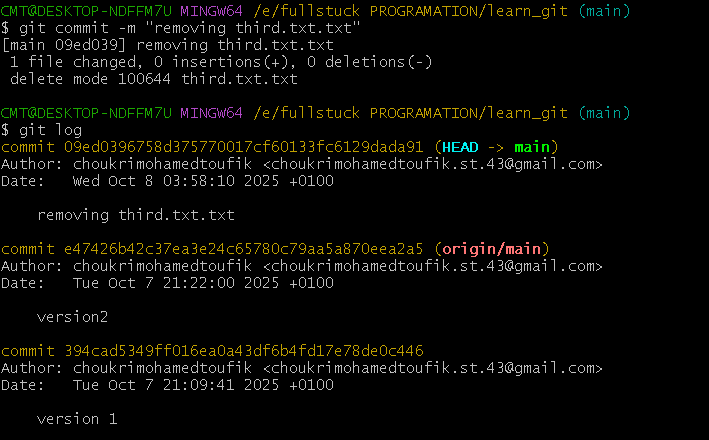 CMT@DESKTOP-NDFFM7U MINGW64 /e/fullstuck PROGRAMATION/learn_git (main)
$ git commit -m "removing third.txt.txt"
[main 09ed039] removing third.txt.txt
 1 file changed, 0 insertions(+), 0 deletions(-)
 delete mode 100644 third.txt.txt
CMT@DESKTOP-NDFFM7U MINGW64 /e/fullstuck PROGRAMATION/learn_git (main)
$ git log
commit 09ed0396758d375770017cf60133fc6129dada91 (HEAD -> main)
Author: choukrimohamedtoufik <choukrimohamedtoufik.st.43@gmail.com>
Date:   Wed Oct 8 03:58:10 2025 +0100
    removing third.txt.txt
commit e47426b42c37ea3e24c65780c79aa5a870eea2a5 (origin/main)
Author: choukrimohamedtoufik <choukrimohamedtoufik.st.43@gmail.com>
Date:   Tue Oct 7 21:22:00 2025 +0100
    version2
commit 394cad5349ff016ea0a43df6b4fd17e78de0c446
Author: choukrimohamedtoufik <choukrimohamedtoufik.st.43@gmail.com>
Date:   Tue Oct 7 21:09:41 2025 +0100
    version 1